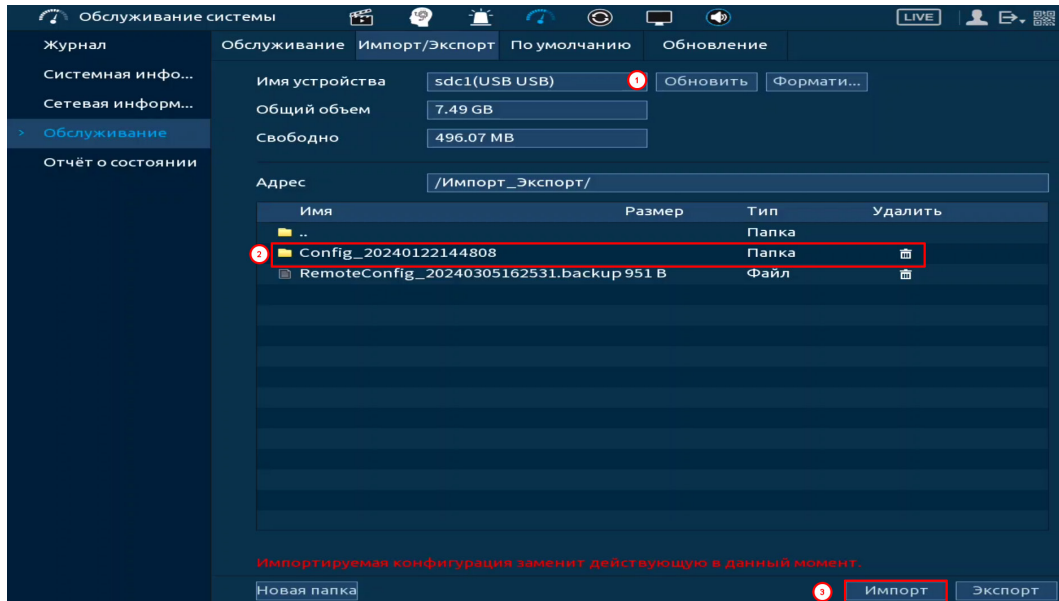 Обслуживание системы LIVE
Журнал
Системная инфо...
Сетевая информ...
> Обслуживание
Отчёт о состоянии
Обслуживание Импорт/Экспорт По умолчанию Обновление
Имя устройства sdc1(USB USB) 1 Обновить Формати...
Общий объем 7.49 GB
Свободно 496.07 MB
Адрес /Импорт_Экспорт/
Имя Размер Тип Удалить
.. Папка
2 Config_20240122144808 Папка
RemoteConfig_20240305162531.backup 951 B Файл
Импортируемая конфигурация заменит действующую в данный момент.
Новая папка 3 Импорт Экспорт